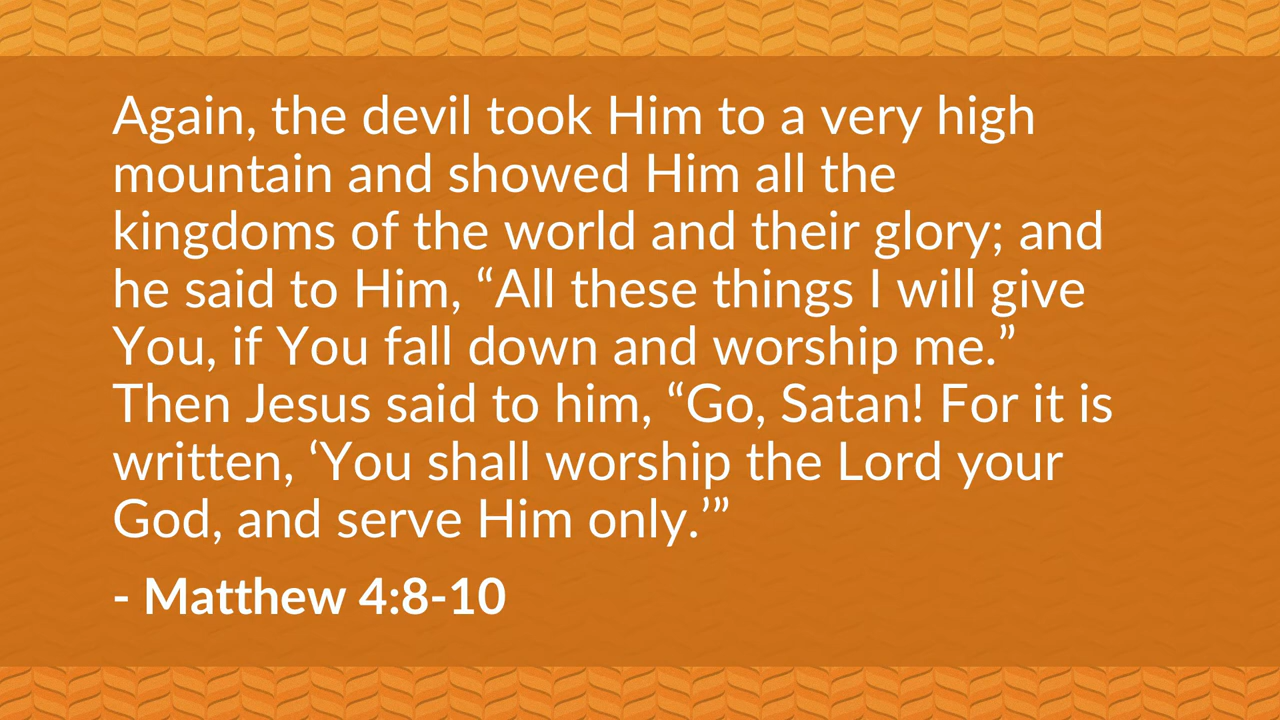 Again, the devil took Him to a very high
mountain and showed Him all the
kingdoms of the world and their glory; and
he said to Him, “All these things I will give
You, if You fall down and worship me.”
Then Jesus said to him, “Go, Satan! For it is
written, ‘You shall worship the Lord your
God, and serve Him only.’”
- Matthew 4:8-10